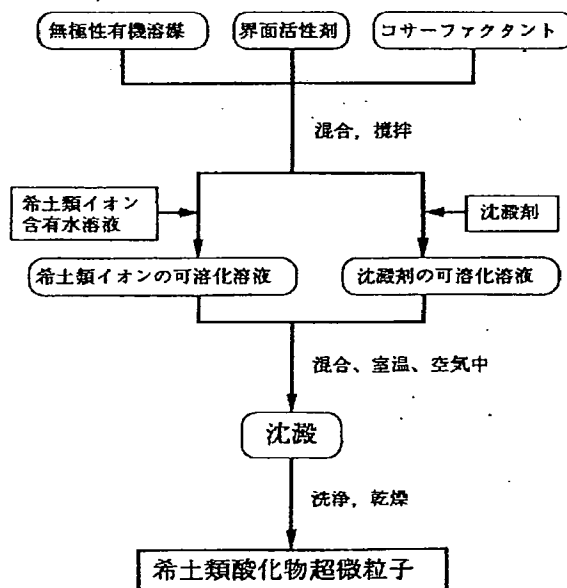 無極性有機溶媒
界面活性剤
コサーファクタント
混合，攪拌
希土類イオン
含有水溶液
沈澱剤
希土類イオンの可溶化溶液
沈澱剤の可溶化溶液
混合、室温、空気中
沈澱
洗浄，乾燥
希土類酸化物超微粒子